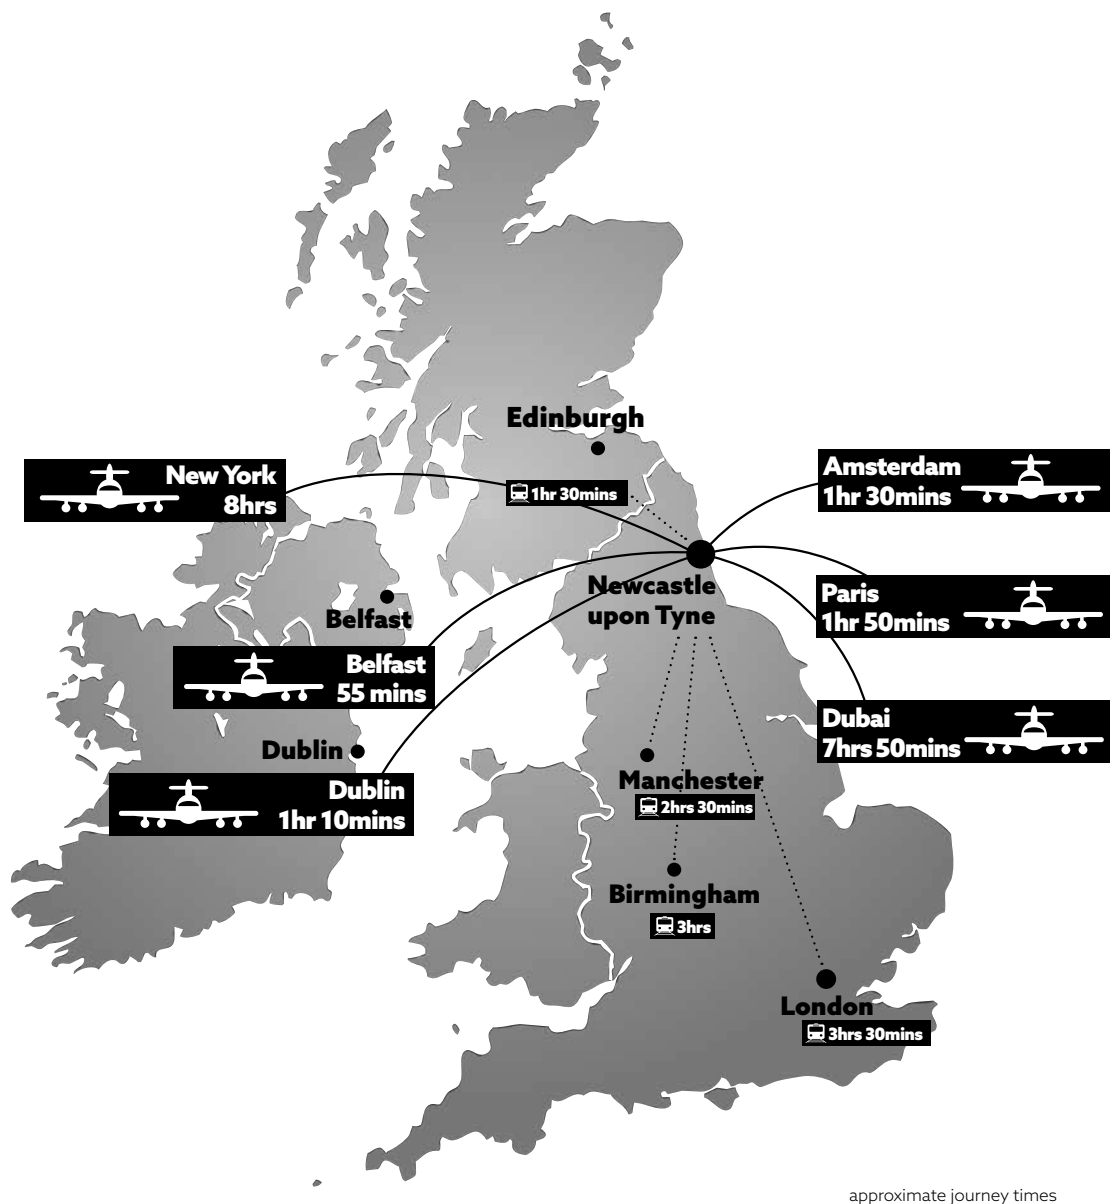 Edinburgh
1hr 30mins
New York
8hrs
Amsterdam
1hr 30mins
Newcastle
upon Tyne
Paris
1hr 50mins
Belfast
Belfast
55 mins
Dubai
7hrs 50mins
Dublin
Dublin
1hr 10mins
Manchester
2hrs 30mins
Birmingham
3hrs
London
3hrs 30mins
approximate journey times